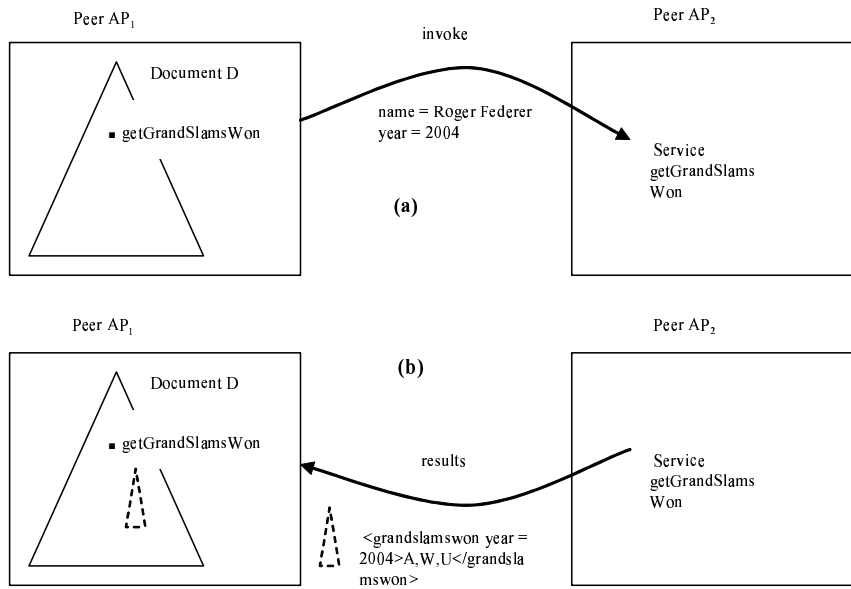 Peer AP1
Peer AP2
invoke
Document D
name = Roger Federer
year = 2004
getGrandSlamsWon
Service
getGrandSlams
Won
(a)
Peer AP1
Peer AP2
(b)
Document D
getGrandSlamsWon
results
Service
getGrandSlams
Won
<grandslamswon year =
2004>A,W,U</grandsla
mswon>